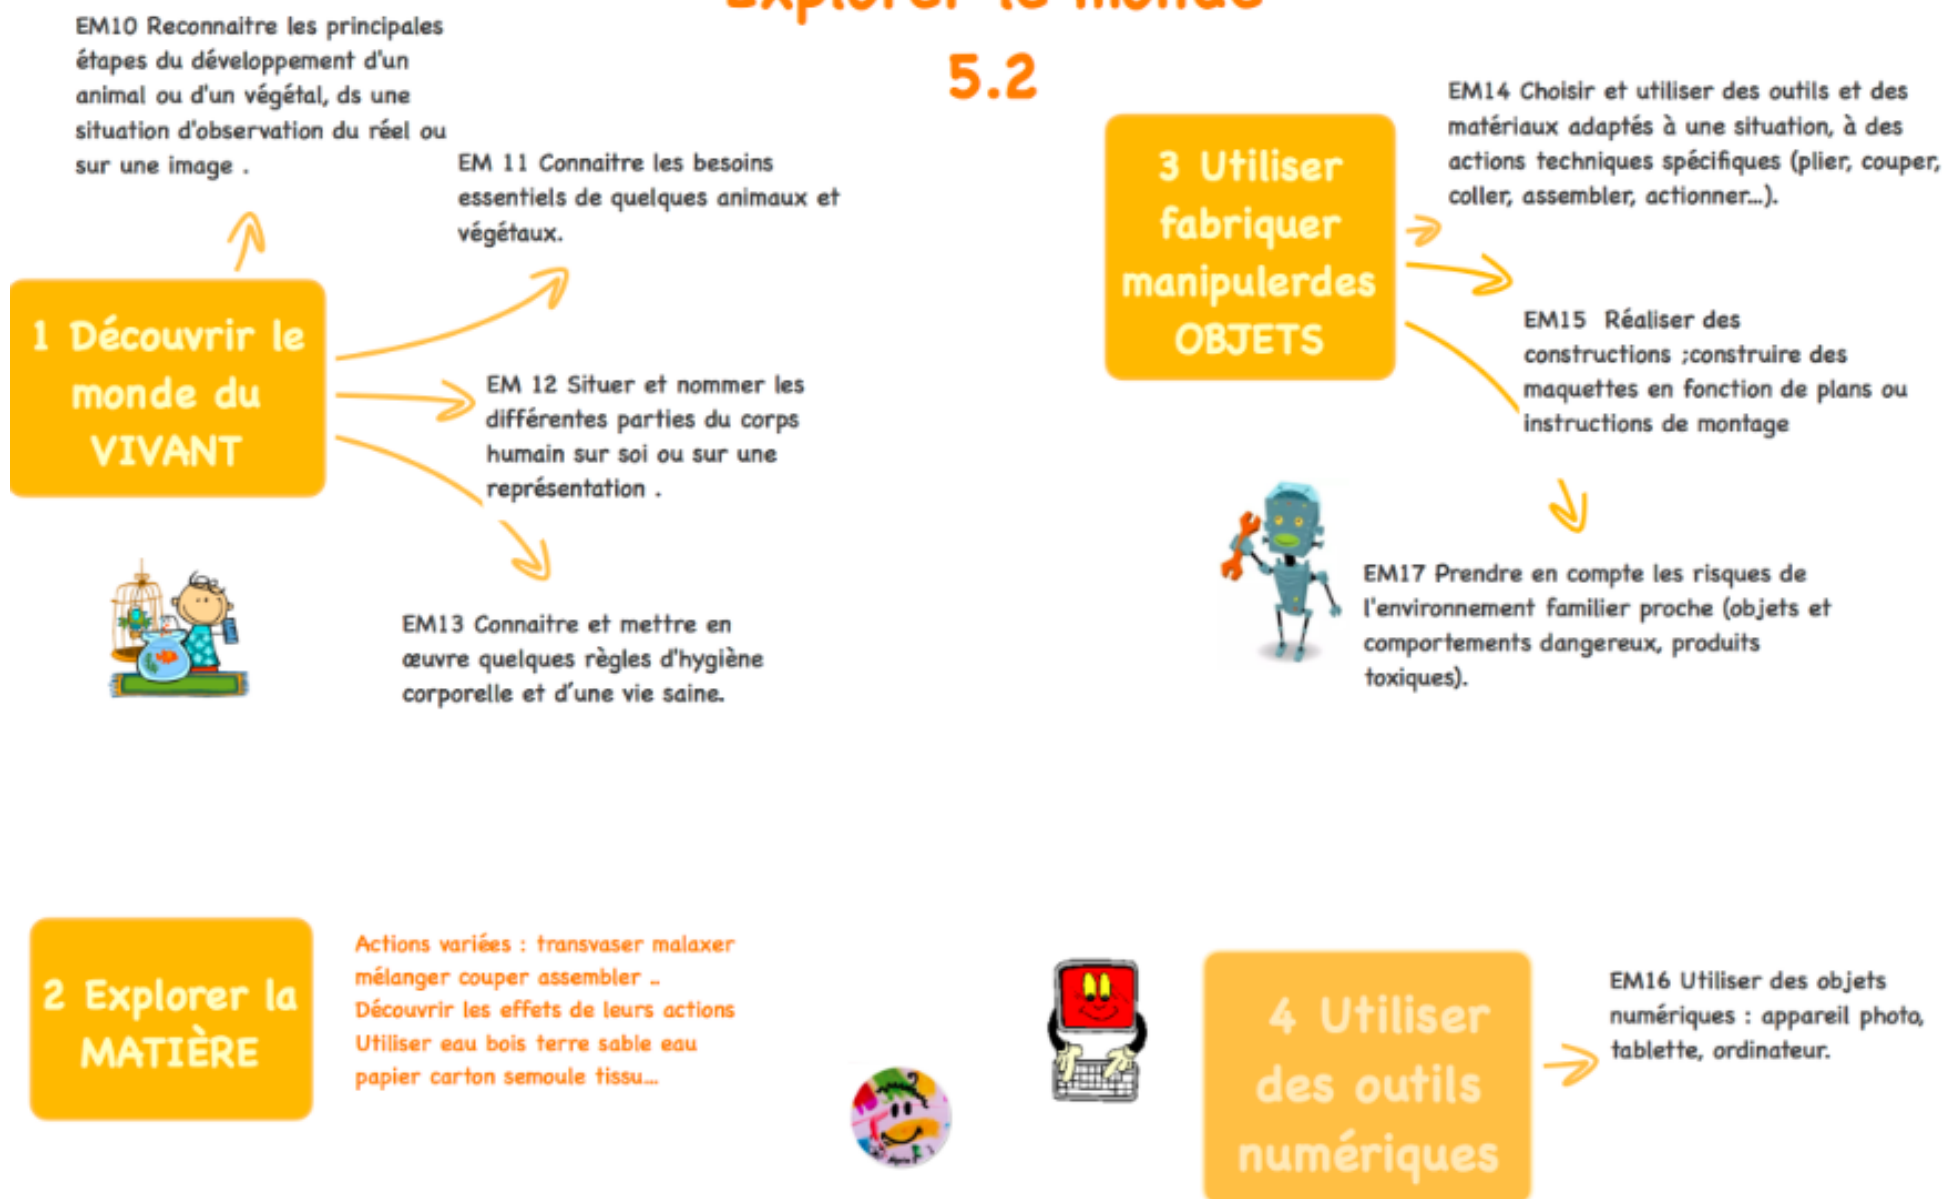 Explorer le monde
5.2
EM10 Reconnaitre les principales
étapes du développement d'un
animal ou d'un végétal, ds une
situation d'observation du réel ou
sur une image .
EM 11 Connaitre les besoins
essentiels de quelques animaux et
végétaux.
1 Découvrir le
monde du
VIVANT
EM 12 Situer et nommer les
différentes parties du corps
humain sur soi ou sur une
représentation .
EM13 Connaitre et mettre en
œuvre quelques règles d'hygiène
corporelle et d'une vie saine.
3 Utiliser
fabriquer
manipulerdes
OBJETS
EM14 Choisir et utiliser des outils et des
matériaux adaptés à une situation, à des
actions techniques spécifiques (plier, couper,
coller, assembler, actionner...).
EM15 Réaliser des
constructions ;construire des
maquettes en fonction de plans ou
instructions de montage
EM17 Prendre en compte les risques de
l'environnement familier proche (objets et
comportements dangereux, produits
toxiques).
2 Explorer la
MATIÈRE
Actions variées : transvaser malaxer
mélanger couper assembler ..
Découvrir les effets de leurs actions
Utiliser eau bois terre sable eau
papier carton semoule tissu...
4 Utiliser
des outils
numériques
EM16 Utiliser des objets
numériques : appareil photo,
tablette, ordinateur.